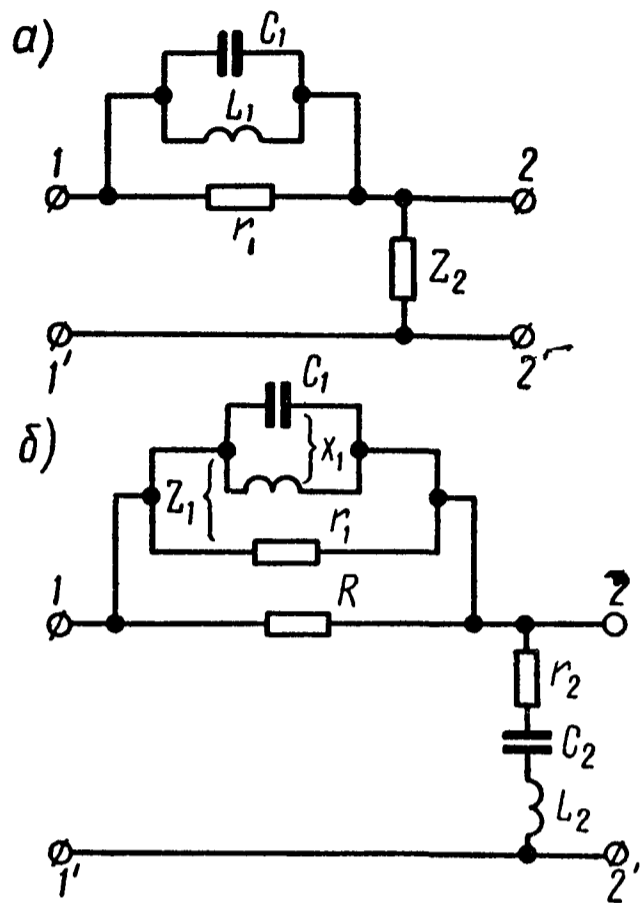 а)
C₁
L₁
1
r₁
2
Z₂
1'
2'
б)
C₁
x₁
Z₁
r₁
1
R
2
r₂
C₂
L₂
1'
2'